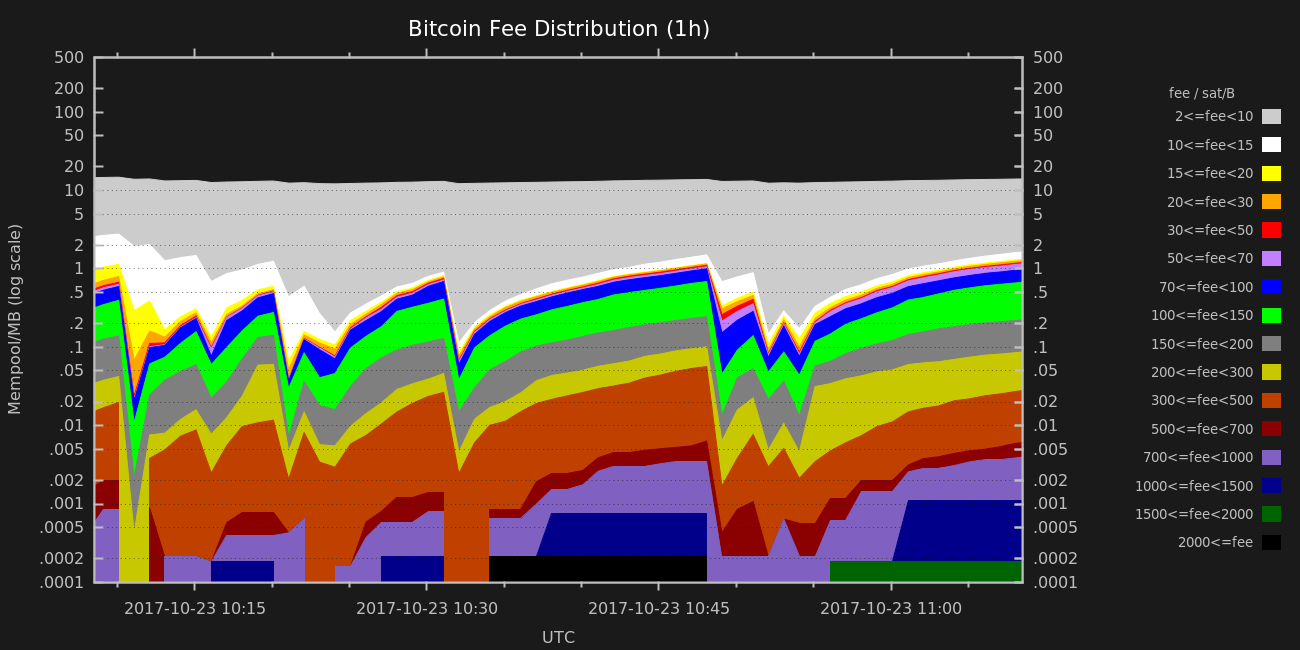 Bitcoin Fee Distribution (1h)
Mempool/MB (log scale)
500
200
100
50
20
10
5
2
1
.5
.2
.1
.05
.02
.01
.005
.002
.001
.0005
.0002
.0001
500
200
100
50
20
10
5
2
1
.5
.2
.1
.05
.02
.01
.005
.002
.001
.0005
.0002
.0001
2017-10-23 10:15
2017-10-23 10:30
2017-10-23 10:45
2017-10-23 11:00
UTC
fee / sat/B
2<=fee<10
10<=fee<15
15<=fee<20
20<=fee<30
30<=fee<50
50<=fee<70
70<=fee<100
100<=fee<150
150<=fee<200
200<=fee<300
300<=fee<500
500<=fee<700
700<=fee<1000
1000<=fee<1500
1500<=fee<2000
2000<=fee